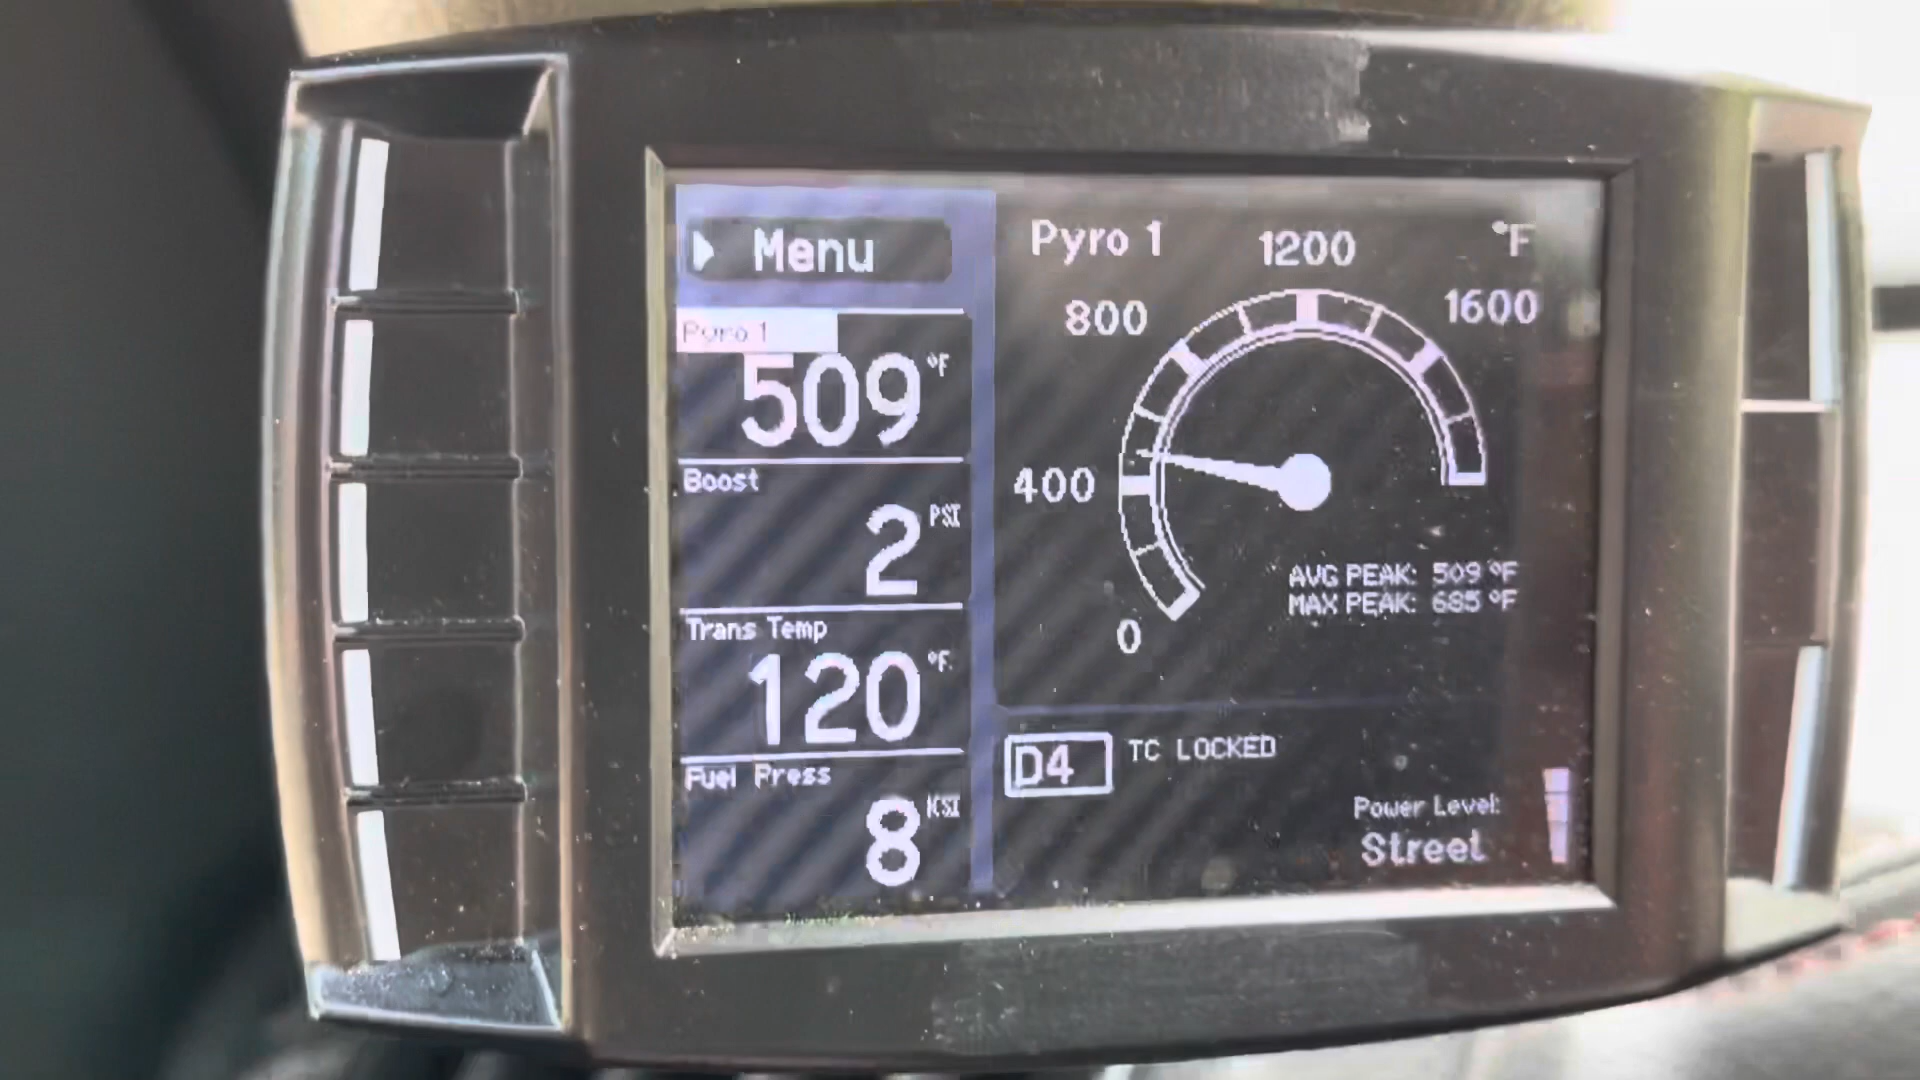 Menu
Pyro 1
509 °F
Boost
2 PSI
Trans Temp
120 °F
Fuel Press
8 KSI
Pyro 1
°F
1200
800
1600
400
0
AVG PEAK: 509 °F
MAX PEAK: 685 °F
D4
TC LOCKED
Power Level:
Street